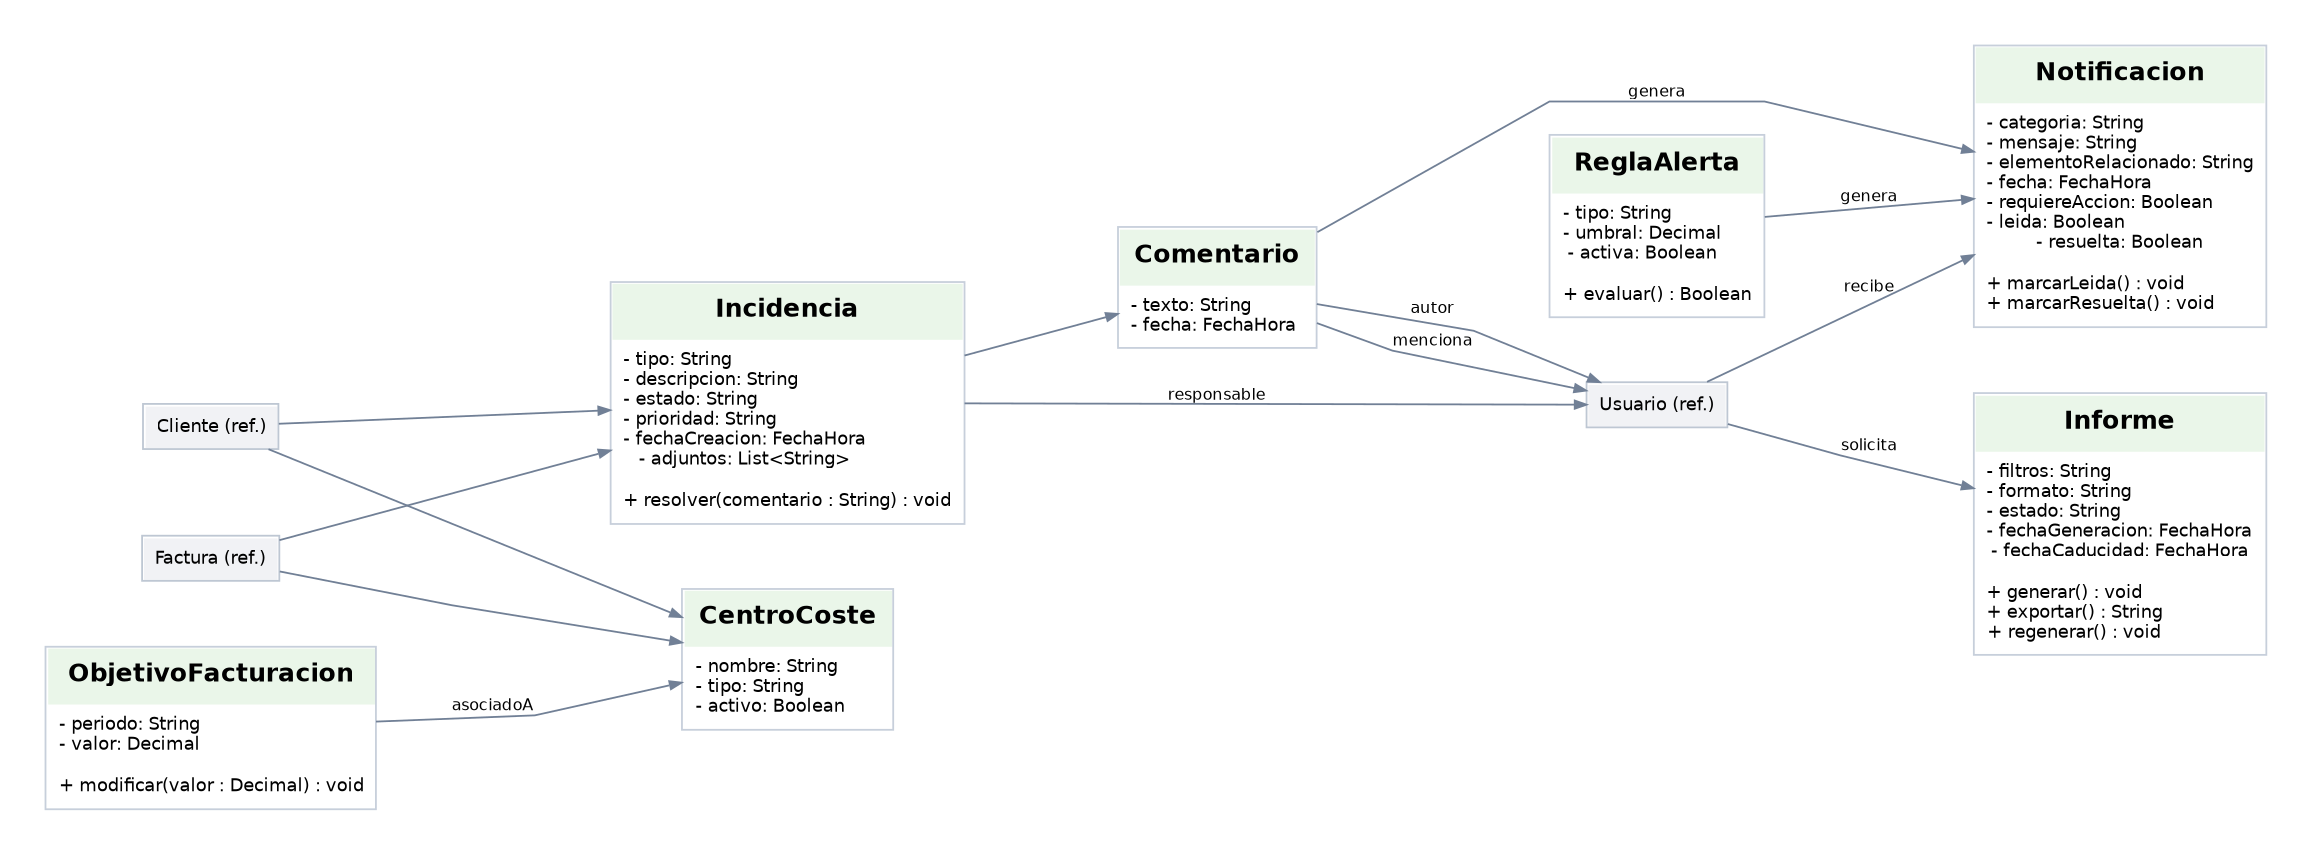 Cliente (ref.)
Factura (ref.)
ObjetivoFacturacion
- periodo: String
- valor: Decimal
+ modificar(valor : Decimal) : void
asociadoA
Incidencia
- tipo: String
- descripcion: String
- estado: String
- prioridad: String
- fechaCreacion: FechaHora
- adjuntos: List<String>
+ resolver(comentario : String) : void
CentroCoste
- nombre: String
- tipo: String
- activo: Boolean
responsable
Comentario
- texto: String
- fecha: FechaHora
genera
autor
menciona
ReglaAlerta
- tipo: String
- umbral: Decimal
- activa: Boolean
+ evaluar() : Boolean
Usuario (ref.)
genera
recibe
solicita
Notificacion
- categoria: String
- mensaje: String
- elementoRelacionado: String
- fecha: FechaHora
- requiereAccion: Boolean
- leida: Boolean
- resuelta: Boolean
+ marcarLeida() : void
+ marcarResuelta() : void
Informe
- filtros: String
- formato: String
- estado: String
- fechaGeneracion: FechaHora
- fechaCaducidad: FechaHora
+ generar() : void
+ exportar() : String
+ regenerar() : void